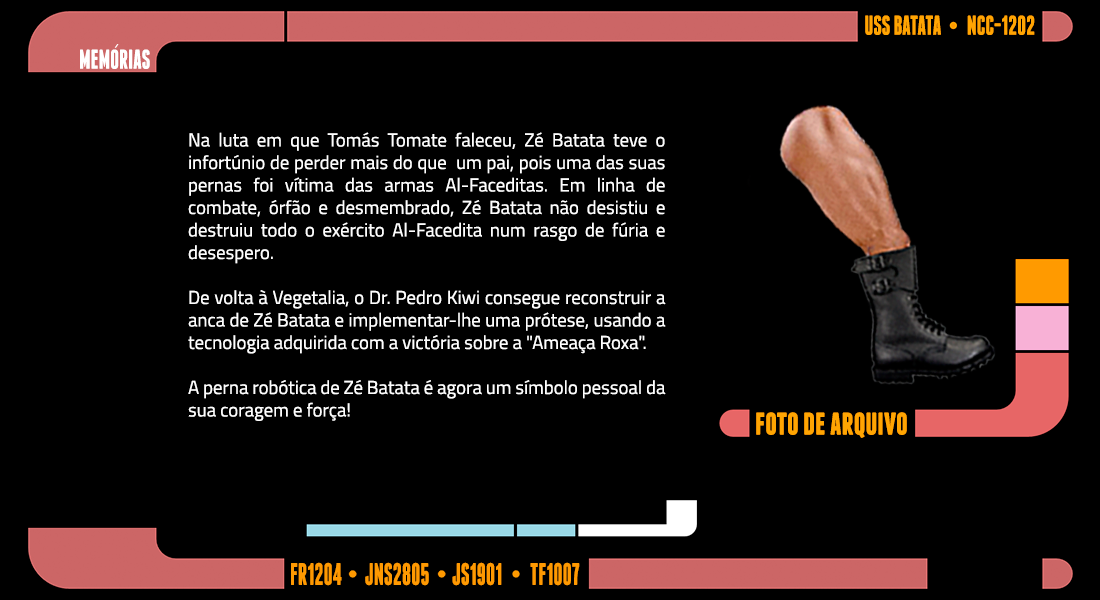 USS BATATA • NCC-1202
MEMÓRIAS
Na luta em que Tomás Tomate faleceu, Zé Batata teve o
infortúnio de perder mais do que um pai, pois uma das suas
pernas foi vítima das armas Al-Faceditas. Em linha de
combate, órfão e desmembrado, Zé Batata não desistiu e
destruiu todo o exército Al-Facedita num rasgo de fúria e
desespero.
De volta à Vegetalia, o Dr. Pedro Kiwi consegue reconstruir a
anca de Zé Batata e implementar-lhe uma prótese, usando a
tecnologia adquirida com a victória sobre a "Ameaça Roxa".
A perna robótica de Zé Batata é agora um símbolo pessoal da
sua coragem e força!
FOTO DE ARQUIVO
FR1204 • JNS2805 • JS1901 • TF1007